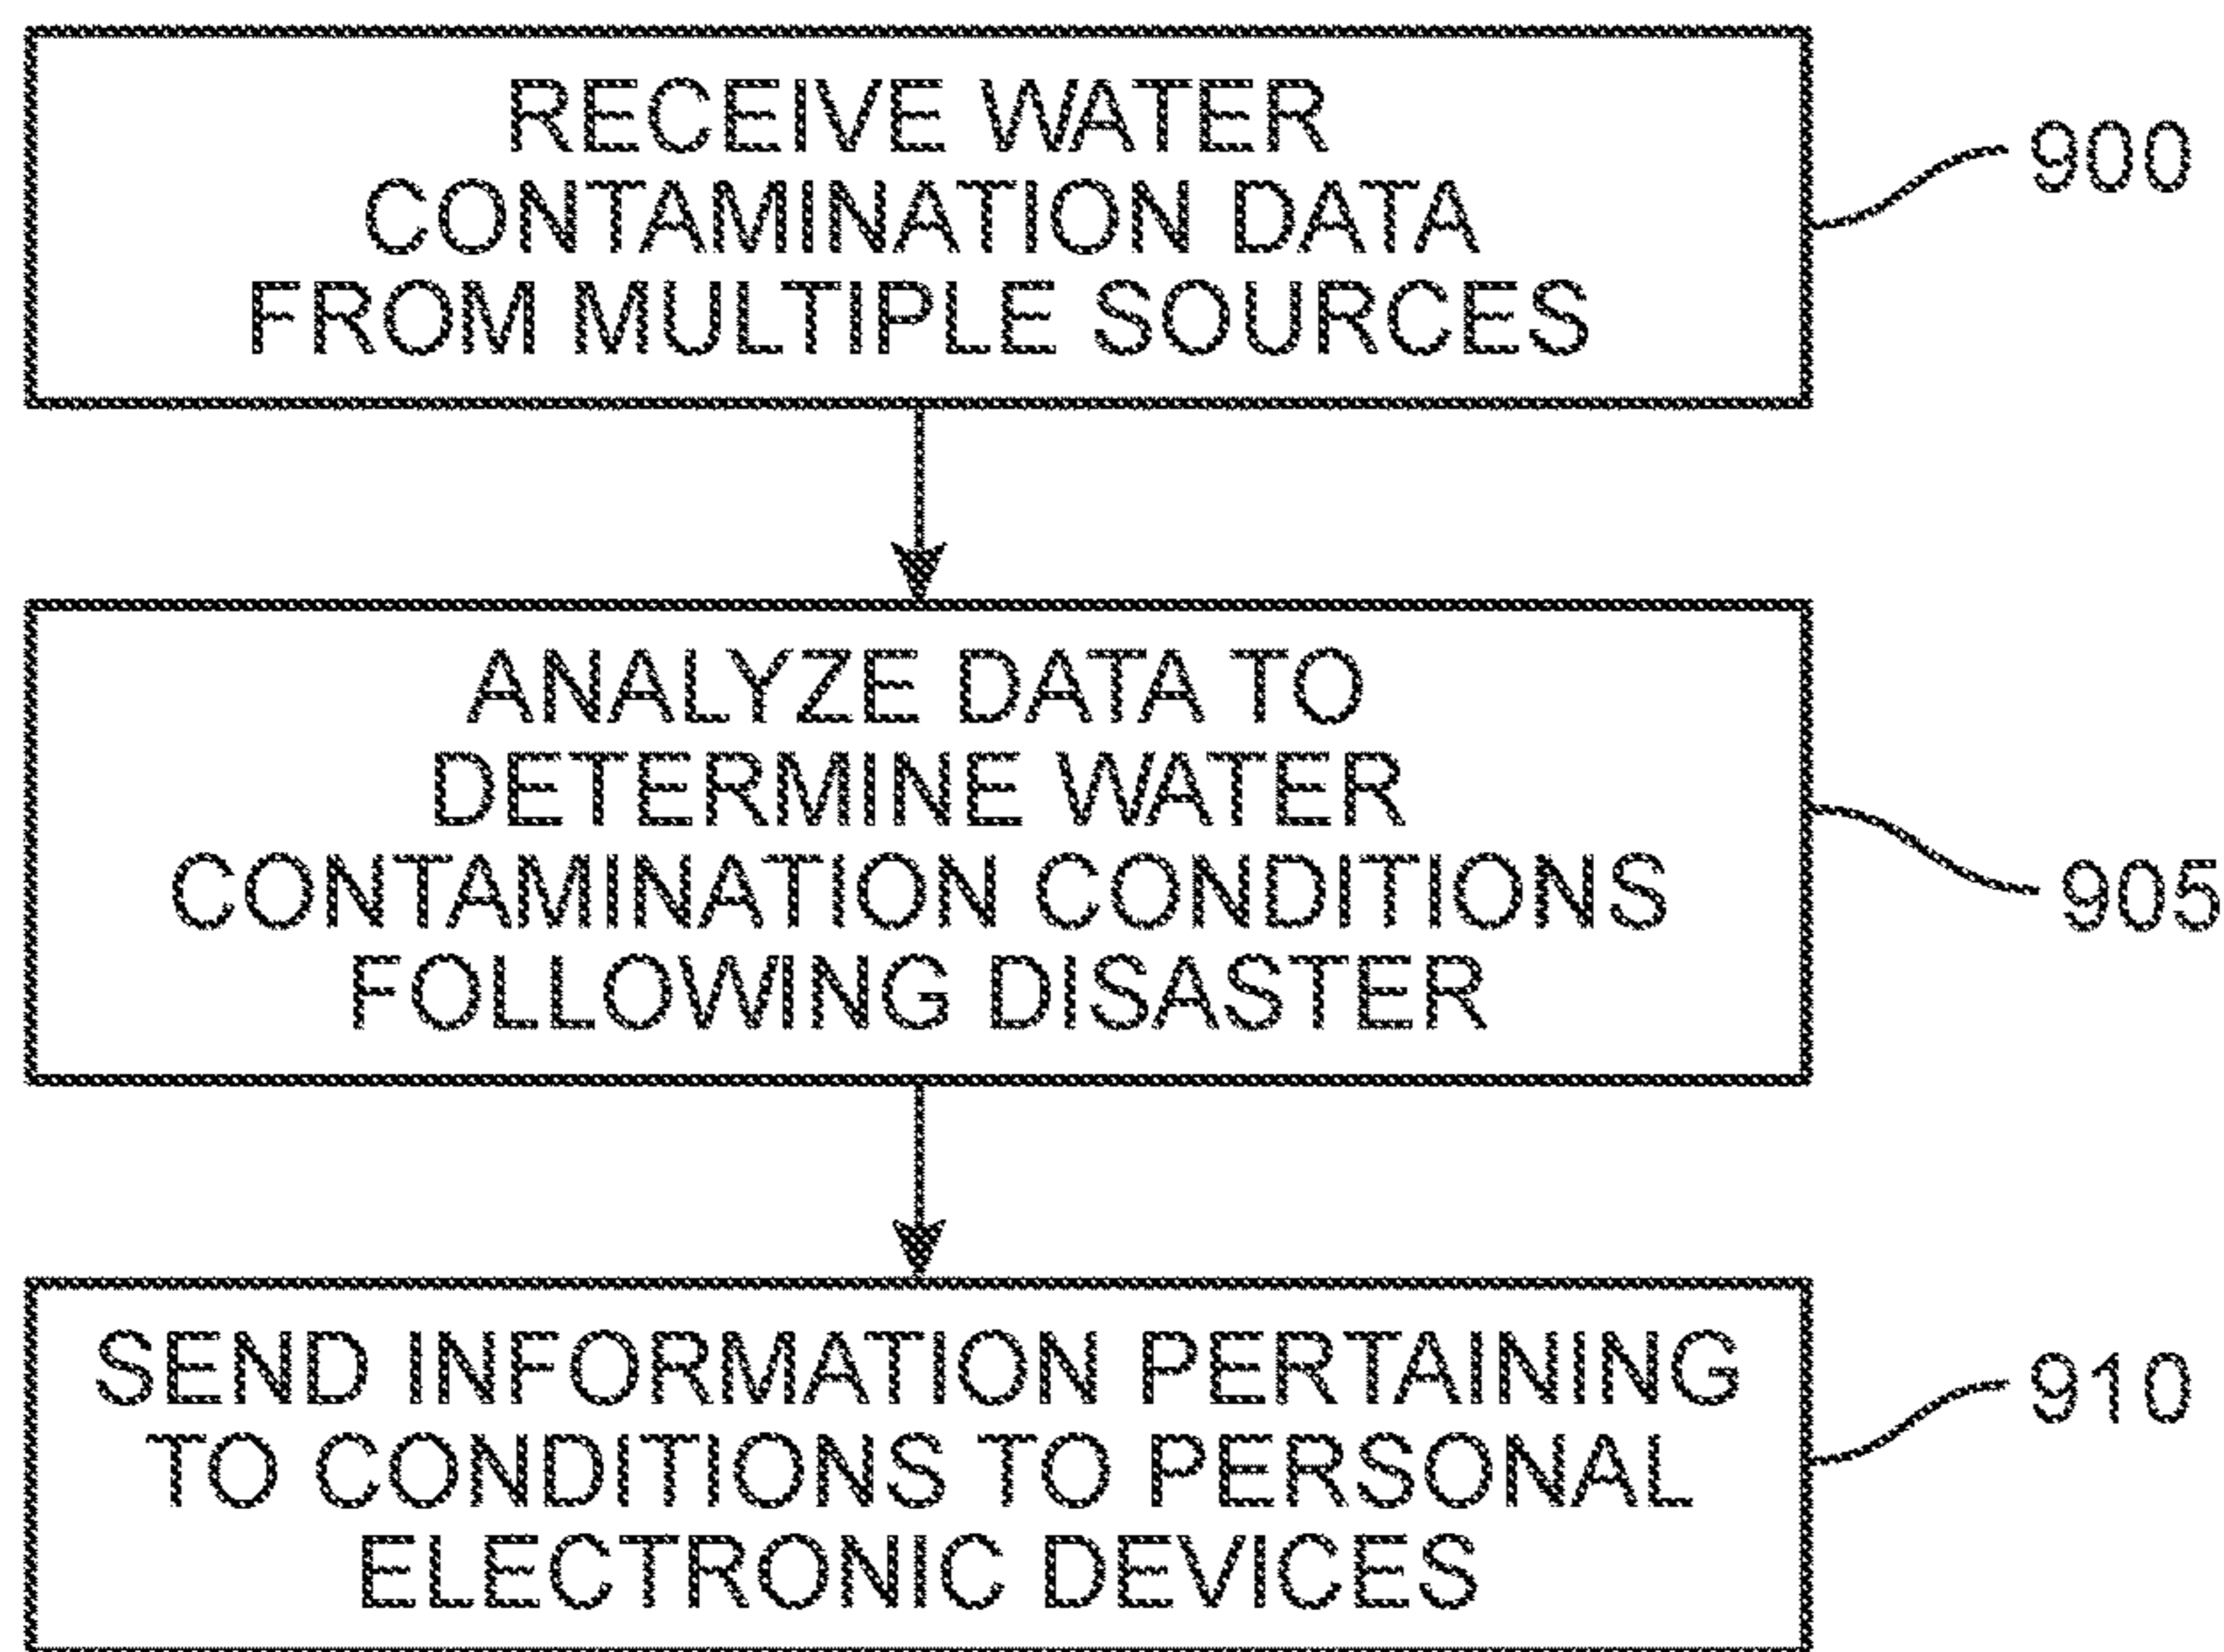 RECEIVE WATER
CONTAMINATION DATA
FROM MULTIPLE SOURCES
900
ANALYZE DATA TO
DETERMINE WATER
CONTAMINATION CONDITIONS
FOLLOWING DISASTER
905
SEND INFORMATION PERTAINING
TO CONDITIONS TO PERSONAL
ELECTRONIC DEVICES
910